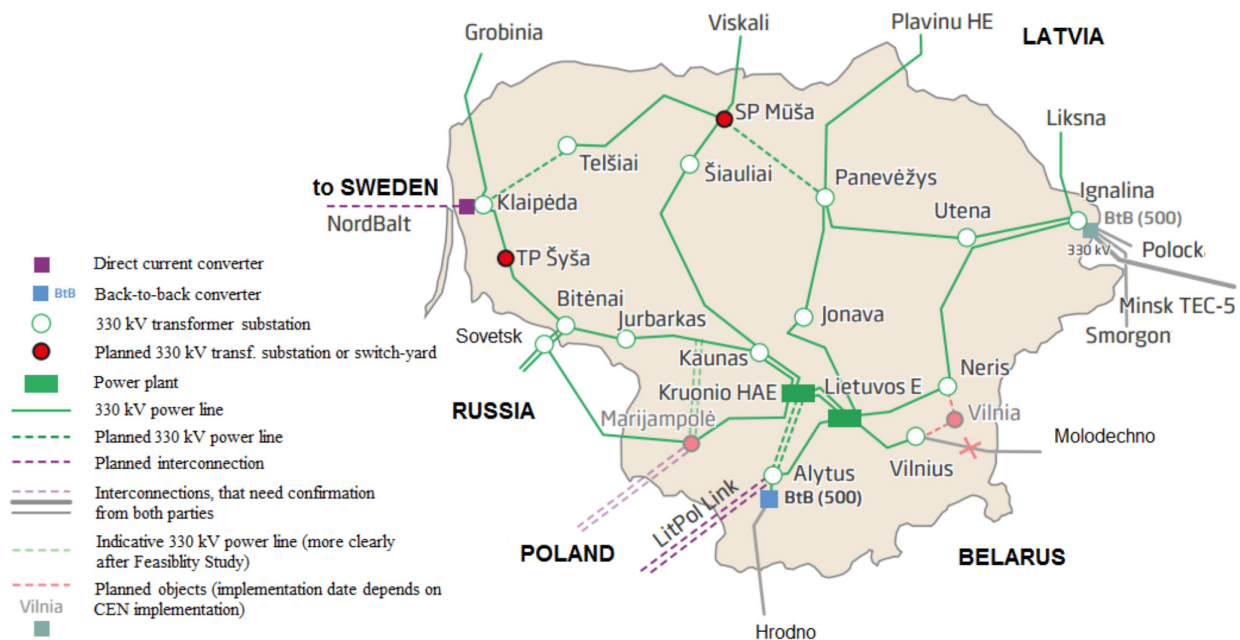 Grobinia
Viskali
Plavinu HE
LATVIA
SP Mūša
Liksna
Telšiai
Šiauliai
Panevėžys
Ignalina
to SWEDEN
Klaipėda
Utena
BtB (500)
NordBalt
330 kV
Polocka
TP Šyša
Minsk TEC-5
Smorgon
Bitėnai
Jurbarkas
Jonava
Sovetsk
Kaunas
Neris
Kruonio HAE
Lietuvos E
RUSSIA
Marijampolė
Vilnia
Molodechno
Vilnius
Alytus
BtB (500)
LitPol Link
POLAND
BELARUS
Hrodno
Direct current converter
BtB
Back-to-back converter
330 kV transformer substation
Planned 330 kV transf. substation or switch-yard
Power plant
330 kV power line
Planned 330 kV power line
Planned interconnection
Interconnections, that need confirmation
from both parties
Indicative 330 kV power line (more clearly
after Feasiblity Study)
Planned objects (implementation date depends on
Vilnia
CEN implementation)